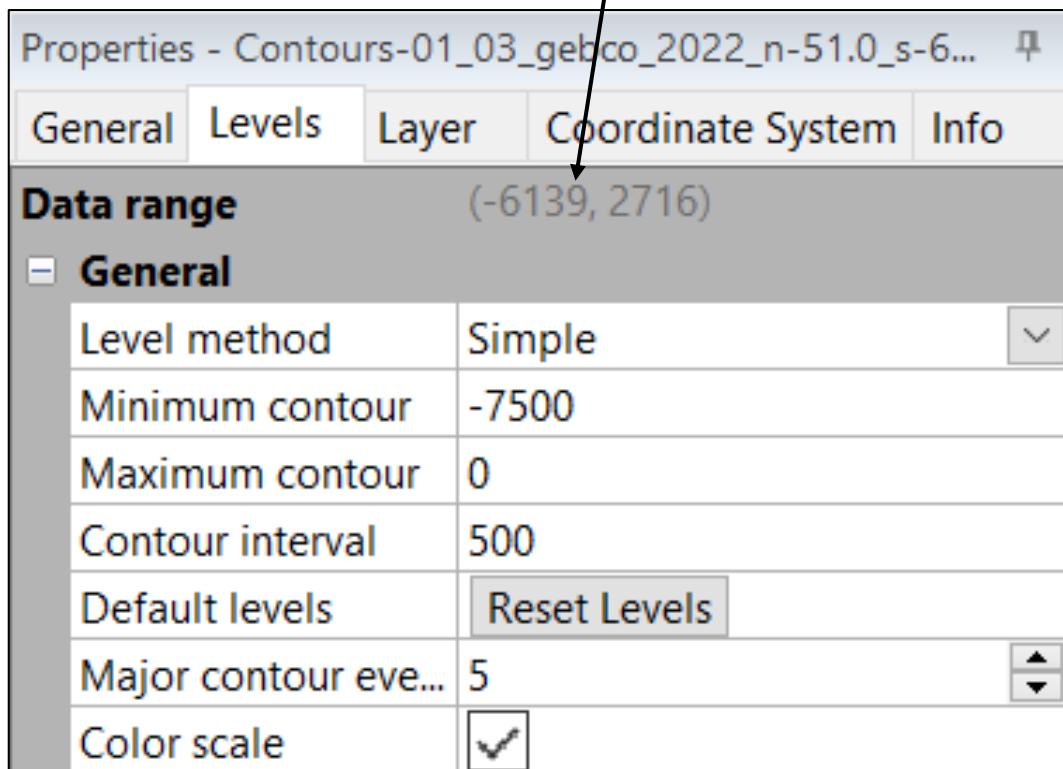 Properties - Contours-01_03_gebco_2022_n-51.0_s-6...
General Levels Layer Coordinate System Info
Data range (-6139, 2716)
General
Level method Simple
Minimum contour -7500
Maximum contour 0
Contour interval 500
Default levels Reset Levels
Major contour eve... 5
Color scale